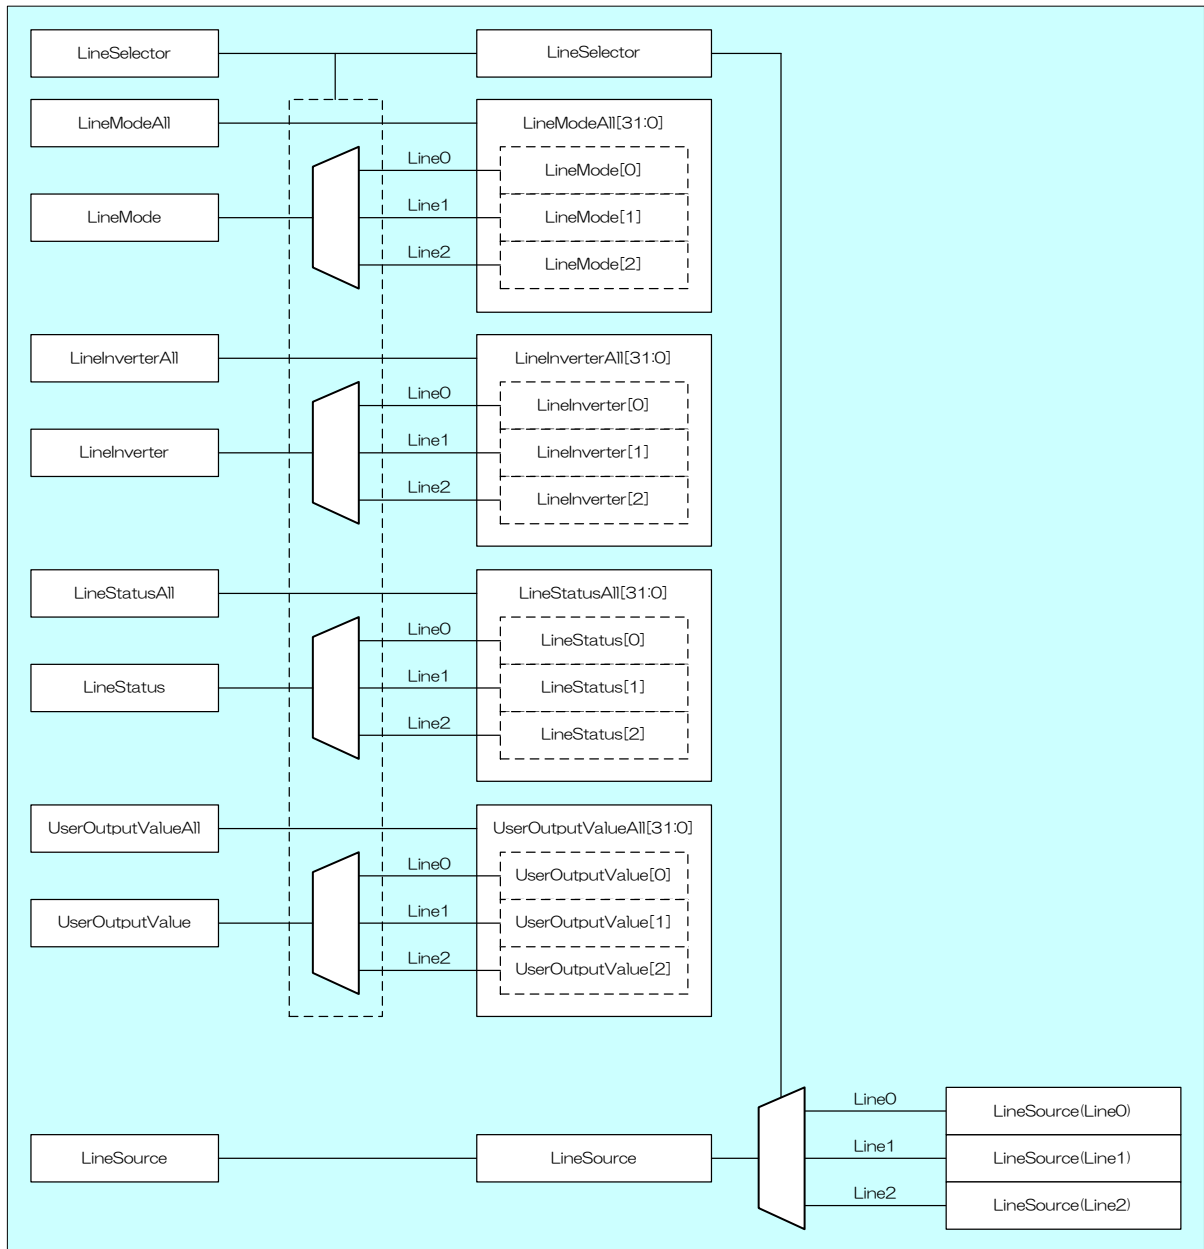 LineSelector
LineSelector
LineModeAll
LineModeAll[31:0]
Line0
LineMode[0]
LineMode
Line1
LineMode[1]
Line2
LineMode[2]
LineInverterAll
LineInverterAll[31:0]
Line0
LineInverter[0]
LineInverter
Line1
LineInverter[1]
Line2
LineInverter[2]
LineStatusAll
LineStatusAll[31:0]
Line0
LineStatus[0]
LineStatus
Line1
LineStatus[1]
Line2
LineStatus[2]
UserOutputValueAll
UserOutputValueAll[31:0]
Line0
UserOutputValue[0]
UserOutputValue
Line1
UserOutputValue[1]
Line2
UserOutputValue[2]
Line0
LineSource(Line0)
LineSource
LineSource
Line1
LineSource(Line1)
Line2
LineSource(Line2)